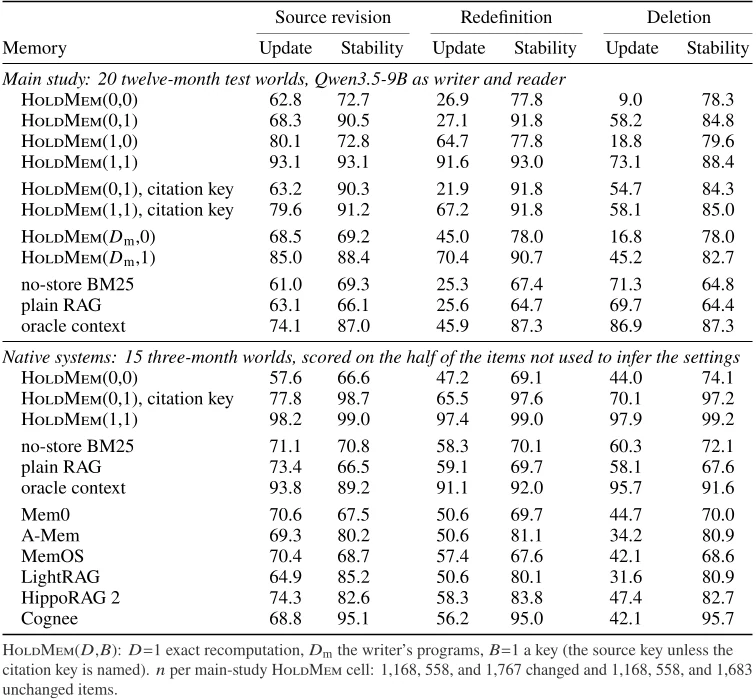 Source revision Redefinition Deletion
Memory Update Stability Update Stability Update Stability
Main study: 20 twelve-month test worlds, Qwen3.5-9B as writer and reader
HOLDMEM(0,0) 62.8 72.7 26.9 77.8 9.0 78.3
HOLDMEM(0,1) 68.3 90.5 27.1 91.8 58.2 84.8
HOLDMEM(1,0) 80.1 72.8 64.7 77.8 18.8 79.6
HOLDMEM(1,1) 93.1 93.1 91.6 93.0 73.1 88.4
HOLDMEM(0,1), citation key 63.2 90.3 21.9 91.8 54.7 84.3
HOLDMEM(1,1), citation key 79.6 91.2 67.2 91.8 58.1 85.0
HOLDMEM(Dm,0) 68.5 69.2 45.0 78.0 16.8 78.0
HOLDMEM(Dm,1) 85.0 88.4 70.4 90.7 45.2 82.7
no-store BM25 61.0 69.3 25.3 67.4 71.3 64.8
plain RAG 63.1 66.1 25.6 64.7 69.7 64.4
oracle context 74.1 87.0 45.9 87.3 86.9 87.3
Native systems: 15 three-month worlds, scored on the half of the items not used to infer the settings
HOLDMEM(0,0) 57.6 66.6 47.2 69.1 44.0 74.1
HOLDMEM(0,1), citation key 77.8 98.7 65.5 97.6 70.1 97.2
HOLDMEM(1,1) 98.2 99.0 97.4 99.0 97.9 99.2
no-store BM25 71.1 70.8 58.3 70.1 60.3 72.1
plain RAG 73.4 66.5 59.1 69.7 58.1 67.6
oracle context 93.8 89.2 91.1 92.0 95.7 91.6
Mem0 70.6 67.5 50.6 69.7 44.7 70.0
A-Mem 69.3 80.2 50.6 81.1 34.2 80.9
MemOS 70.4 68.7 57.4 67.6 42.1 68.6
LightRAG 64.9 85.2 50.6 80.1 31.6 80.9
HippoRAG 2 74.3 82.6 58.3 83.8 47.4 82.7
Cognee 68.8 95.1 56.2 95.0 42.1 95.7
HOLDMEM(D,B): D=1 exact recomputation, Dm the writer's programs, B=1 a key (the source key unless the
citation key is named). n per main-study HOLDMEM cell: 1,168, 558, and 1,767 changed and 1,168, 558, and 1,683
unchanged items.